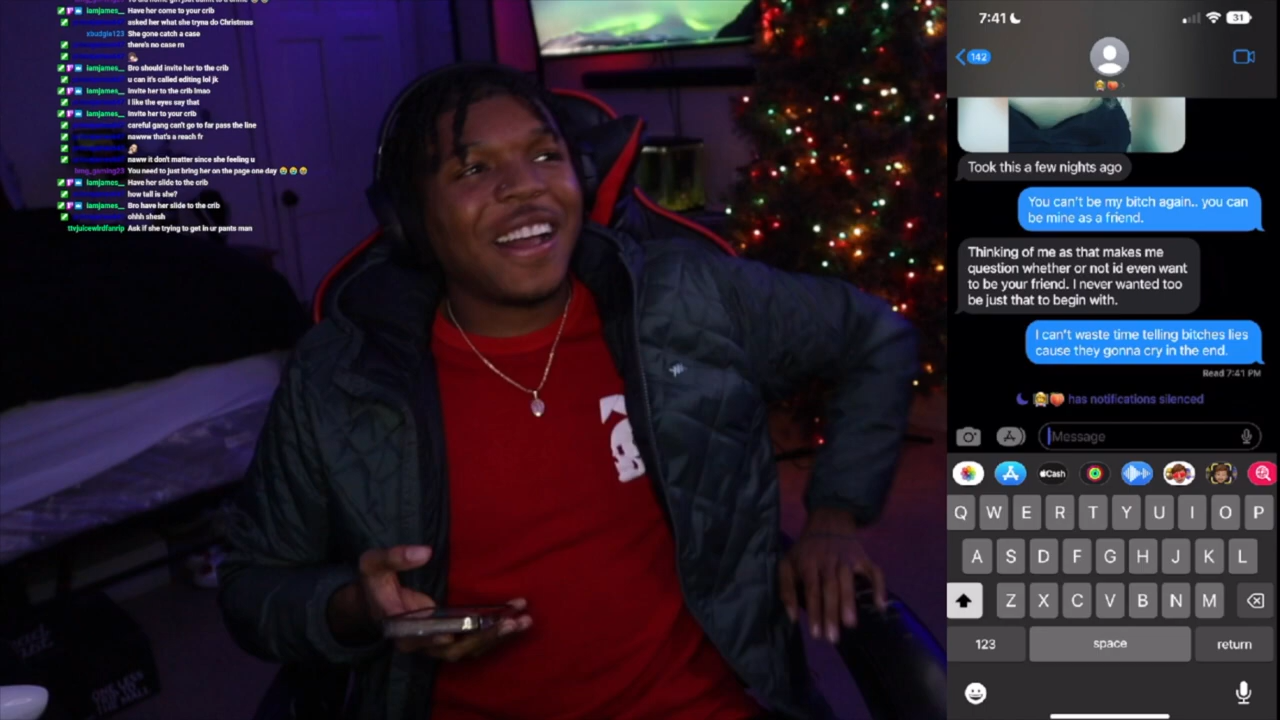 iamjames__ Have her come to your crib
asked her what she tryna do Christmas
xbudgie123 She gone catch a case
there's no case rn
iamjames__ Bro should invite her to the crib
u can it's called editing lol jk
iamjames__ Invite her to the crib lmao
I like the eyes say that
iamjames__ Invite her to your crib
careful gang can't go to far pass the line
nawww that's a reach fr
naww it don't matter since she feeling u
You need to just bring her on the page one day 😭😭😭
iamjames__ Have her slide to the crib
how tall is she?
iamjames__ Bro have her slide to the crib
ohhh shesh
ttvjuicewlrdfanrip Ask if she trying to get in ur pants man
7:41
31
142
Took this a few nights ago
You can't be my bitch again.. you can
be mine as a friend.
Thinking of me as that makes me
question whether or not id even want
to be your friend. I never wanted too
be just that to begin with.
I can't waste time telling bitches lies
cause they gonna cry in the end.
Read 7:41 PM
has notifications silenced
Message
Cash
Q W E R T Y U I O P
A S D F G H J K L
Z X C V B N M
123 space return